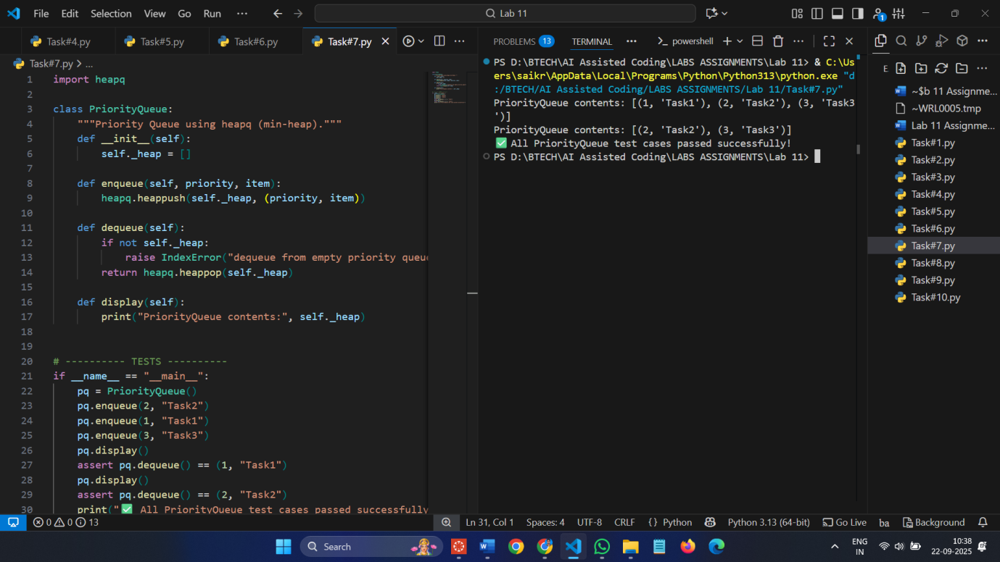 File Edit Selection View Go Run ··· Lab 11
Task#4.py Task#5.py Task#6.py Task#7.py
Task#7.py > ...
1 import heapq
2
3 class PriorityQueue:
4 """Priority Queue using heapq (min-heap)."""
5 def __init__(self):
6 self._heap = []
7
8 def enqueue(self, priority, item):
9 heapq.heappush(self._heap, (priority, item))
10
11 def dequeue(self):
12 if not self._heap:
13 raise IndexError("dequeue from empty priority queue
14 return heapq.heappop(self._heap)
15
16 def display(self):
17 print("PriorityQueue contents:", self._heap)
18
19
20 # ---------- TESTS ----------
21 if __name__ == "__main__":
22 pq = PriorityQueue()
23 pq.enqueue(2, "Task2")
24 pq.enqueue(1, "Task1")
25 pq.enqueue(3, "Task3")
26 pq.display()
27 assert pq.dequeue() == (1, "Task1")
28 pq.display()
29 assert pq.dequeue() == (2, "Task2")
30 print("✅ All PriorityQueue test cases passed successfully
PROBLEMS 13 TERMINAL ··· powershell
PS D:\BTECH\AI Assisted Coding\LABS ASSIGNMENTS\Lab 11> & C:\Us
ers\saikr\AppData\Local\Programs\Python\Python313\python.exe "d
:/BTECH/AI Assisted Coding/LABS ASSIGNMENTS/Lab 11/Task#7.py"
PriorityQueue contents: [(1, 'Task1'), (2, 'Task2'), (3, 'Task3
')]
PriorityQueue contents: [(2, 'Task2'), (3, 'Task3')]
✅ All PriorityQueue test cases passed successfully!
PS D:\BTECH\AI Assisted Coding\LABS ASSIGNMENTS\Lab 11>
1
E
~$b 11 Assignme...
~WRL0005.tmp
Lab 11 Assignme...
Task#1.py
Task#2.py
Task#3.py
Task#4.py
Task#5.py
Task#6.py
Task#7.py
Task#8.py
Task#9.py
Task#10.py
0 0 13 Ln 31, Col 1 Spaces: 4 UTF-8 CRLF {} Python Python 3.13 (64-bit) Go Live ba Background
Search
ENG
IN
10:38
22-09-2025